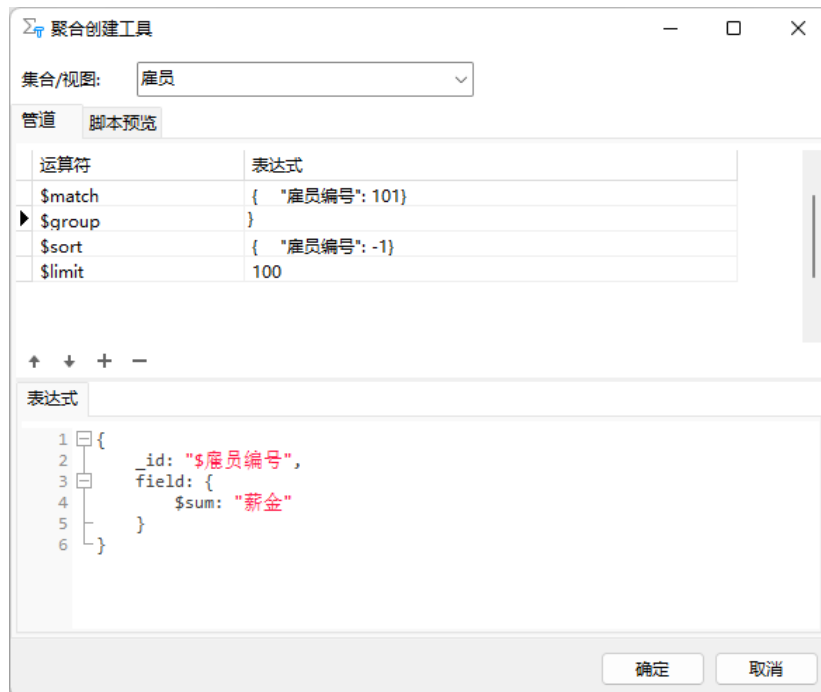 聚合创建工具
集合/视图: 雇员
管道 脚本预览
运算符 表达式
$match { "雇员编号": 101}
$group }
$sort { "雇员编号": -1}
$limit 100
表达式
1 {
2 _id: "$雇员编号",
3 field: {
4 $sum: "薪金"
5 }
6 }
确定 取消